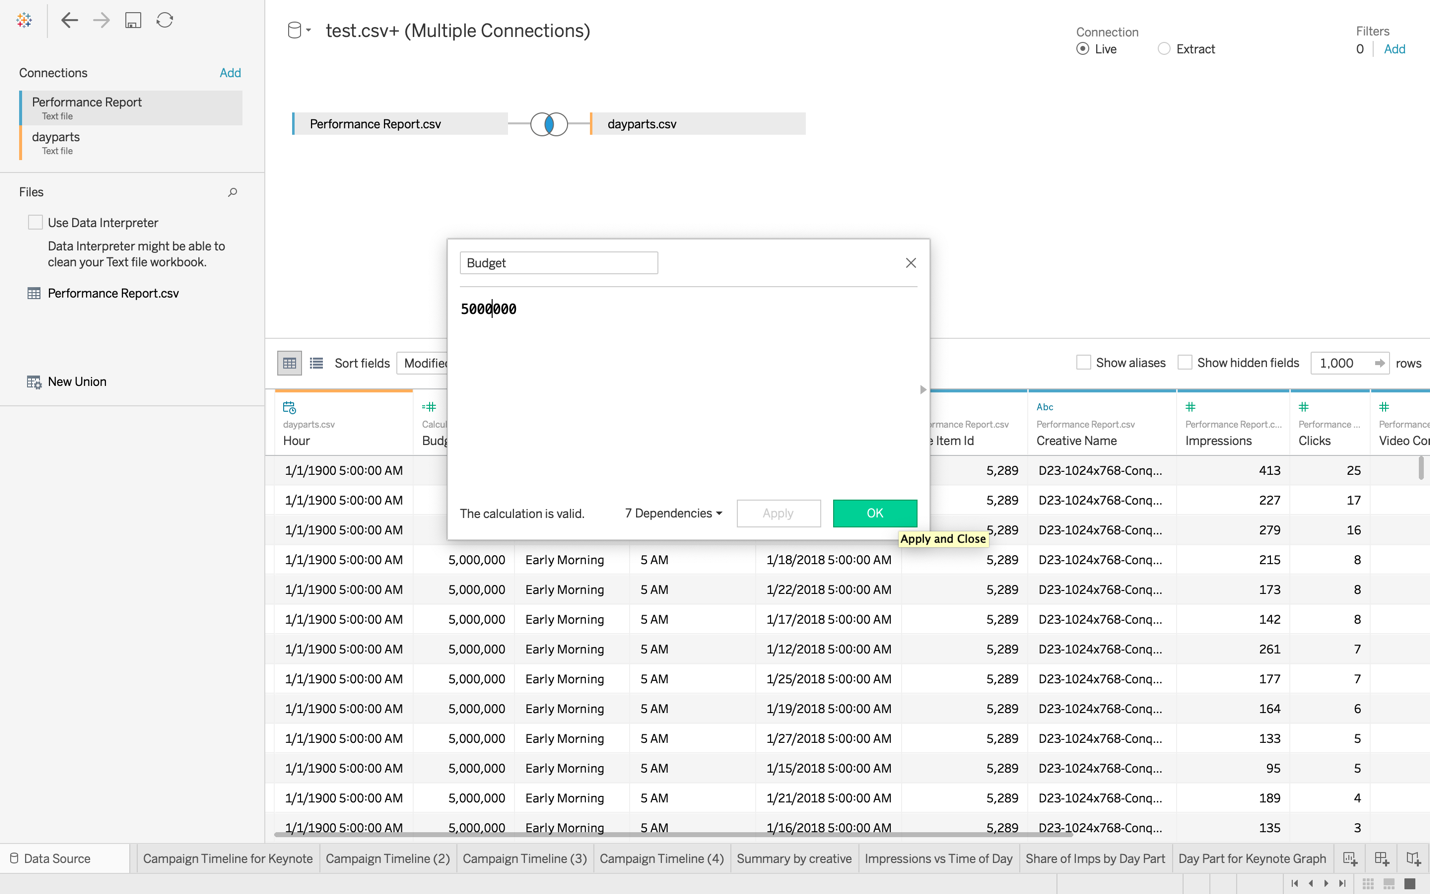 test.csv+ (Multiple Connections)
Connection
Live
Extract
Filters
0
Add
Connections
Add
Performance Report
Text file
dayparts
Text file
Performance Report.csv
dayparts.csv
Files
Use Data Interpreter
Data Interpreter might be able to
clean your Text file workbook.
Performance Report.csv
New Union
Budget
5000000
The calculation is valid.
7 Dependencies
Apply
OK
Apply and Close
Sort fields
Show aliases
Show hidden fields
1,000
rows
Abc
dayparts.csv
Performance Report.csv
Performance Report.c...
Performance ...
Hour
Item Id
Creative Name
Impressions
Clicks
Video
1/1/1900 5:00:00 AM 5,289 D23-1024x768-Conq... 413 25
1/1/1900 5:00:00 AM D23-1024x768-Conq... 227 17
1/1/1900 5:00:00 AM 5,289 D23-1024x768-Conq... 279 16
1/1/1900 5:00:00 AM 5,000,000 Early Morning 5 AM 1/18/2018 5:00:00 AM 5,289 D23-1024x768-Conq... 215 8
1/1/1900 5:00:00 AM 5,000,000 Early Morning 5 AM 1/22/2018 5:00:00 AM 5,289 D23-1024x768-Conq... 173 8
1/1/1900 5:00:00 AM 5,000,000 Early Morning 5 AM 1/17/2018 5:00:00 AM 5,289 D23-1024x768-Conq... 142 8
1/1/1900 5:00:00 AM 5,000,000 Early Morning 5 AM 1/12/2018 5:00:00 AM 5,289 D23-1024x768-Conq... 261 7
1/1/1900 5:00:00 AM 5,000,000 Early Morning 5 AM 1/25/2018 5:00:00 AM 5,289 D23-1024x768-Conq... 177 7
1/1/1900 5:00:00 AM 5,000,000 Early Morning 5 AM 1/19/2018 5:00:00 AM 5,289 D23-1024x768-Conq... 164 6
1/1/1900 5:00:00 AM 5,000,000 Early Morning 5 AM 1/27/2018 5:00:00 AM 5,289 D23-1024x768-Conq... 133 5
1/1/1900 5:00:00 AM 5,000,000 Early Morning 5 AM 1/15/2018 5:00:00 AM 5,289 D23-1024x768-Conq... 95 5
1/1/1900 5:00:00 AM 5,000,000 Early Morning 5 AM 1/21/2018 5:00:00 AM 5,289 D23-1024x768-Conq... 189 4
1/1/1900 5:00:00 AM 5,000,000 Early Morning 5 AM 1/16/2018 5:00:00 AM 5,289 D23-1024x768-Conq... 135 3
Data Source
Campaign Timeline for Keynote
Campaign Timeline (2)
Campaign Timeline (3)
Campaign Timeline (4)
Summary by creative
Impressions vs Time of Day
Share of Imps by Day Part
Day Part for Keynote Graph